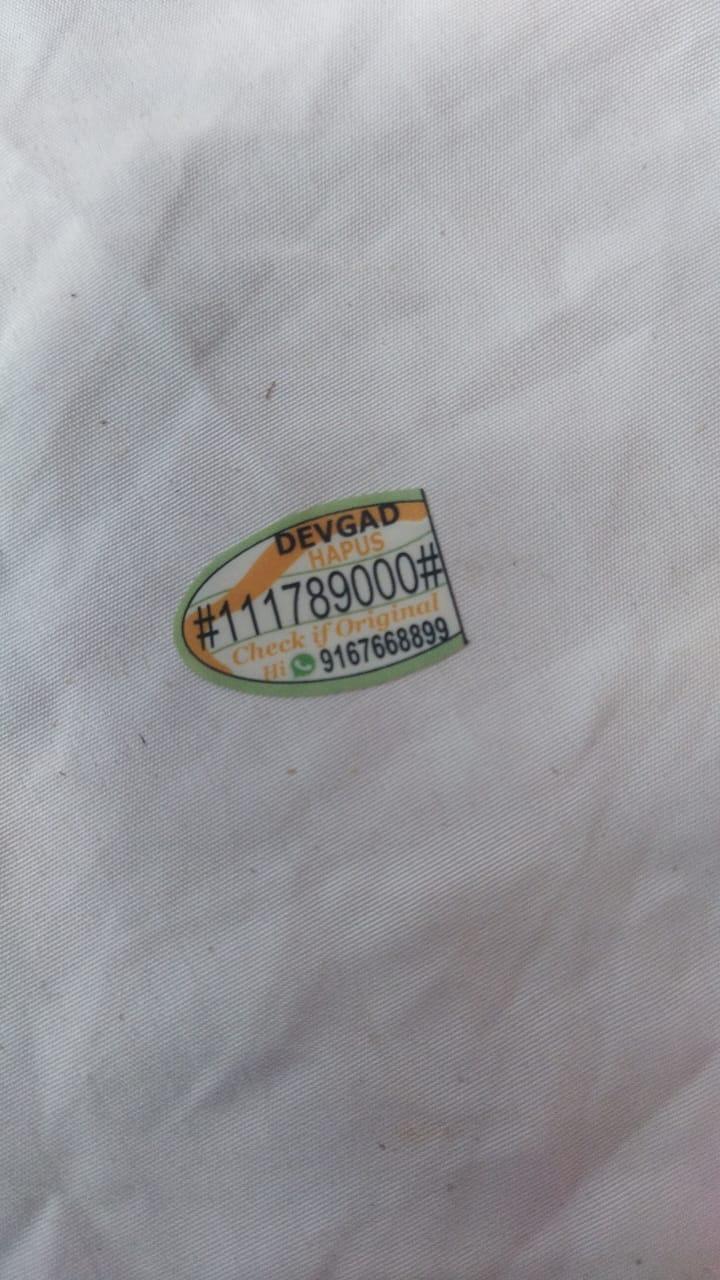 DEVGAD
HAPUS
#111789000#
Check if Original
Hi 9167668899